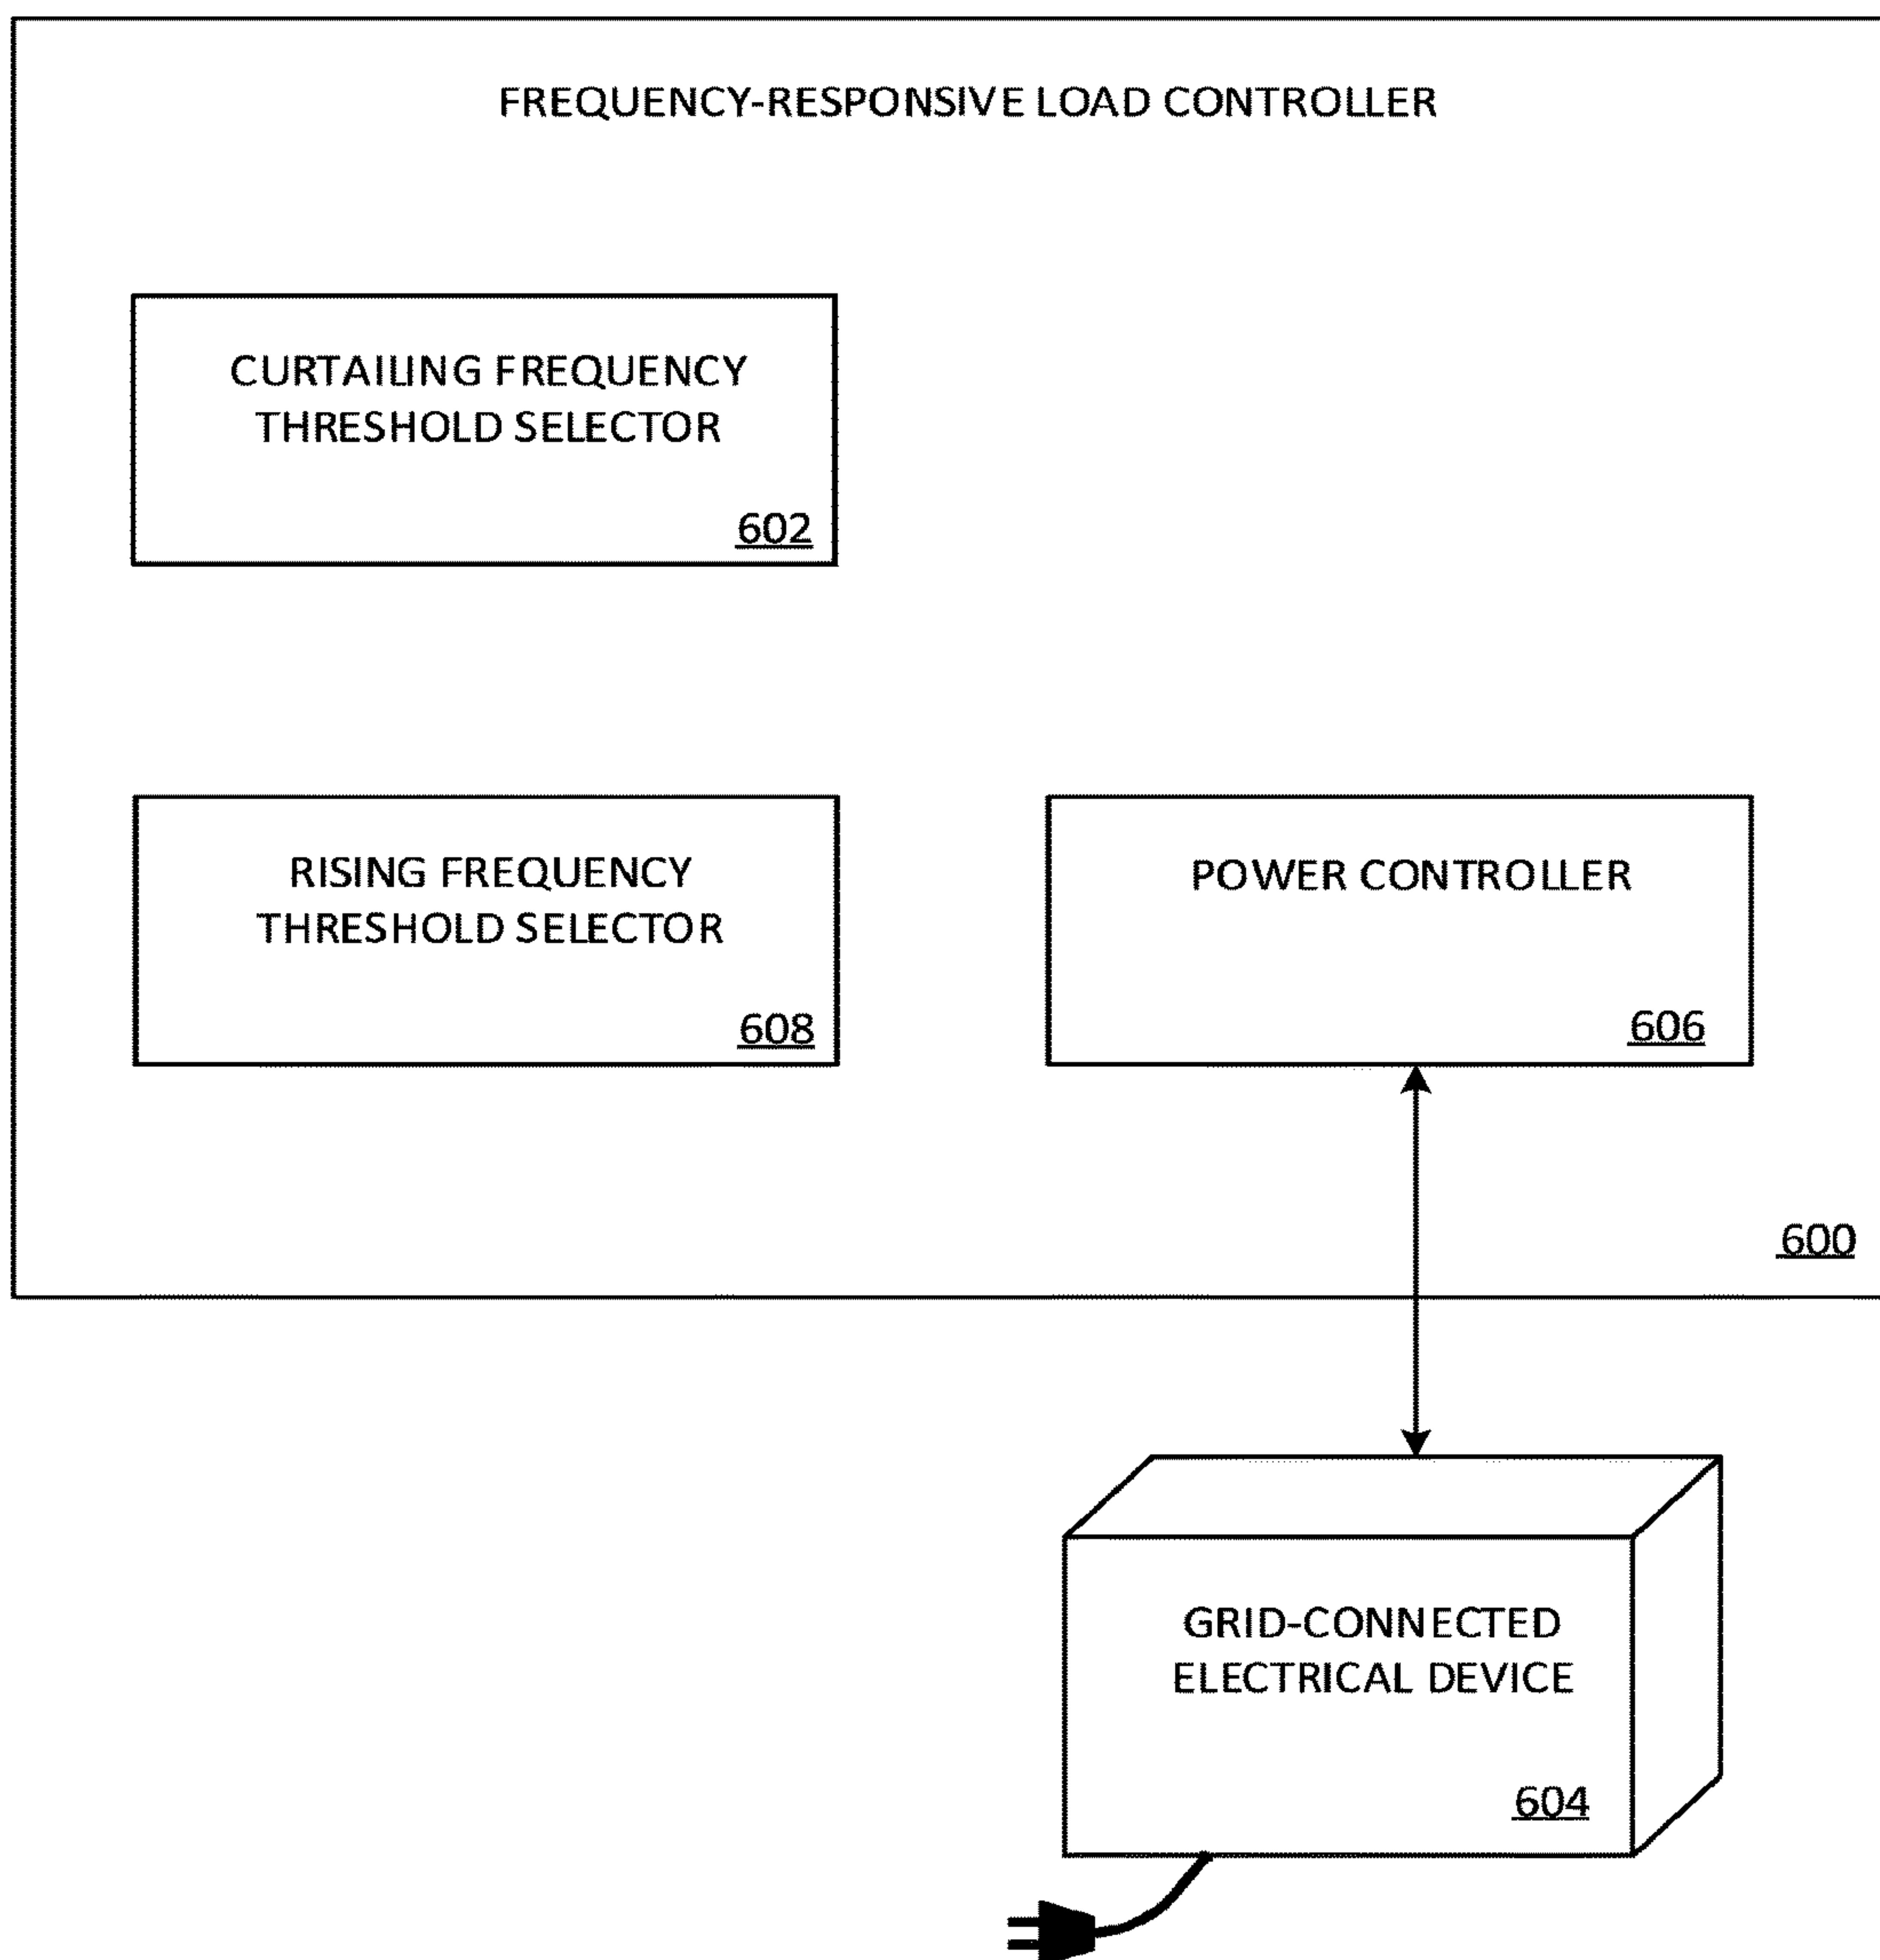 FREQUENCY-RESPONSIVE LOAD CONTROLLER
CURTAILING FREQUENCY
THRESHOLD SELECTOR
602
RISING FREQUENCY
THRESHOLD SELECTOR
608
POWER CONTROLLER
606
600
GRID-CONNECTED
ELECTRICAL DEVICE
604